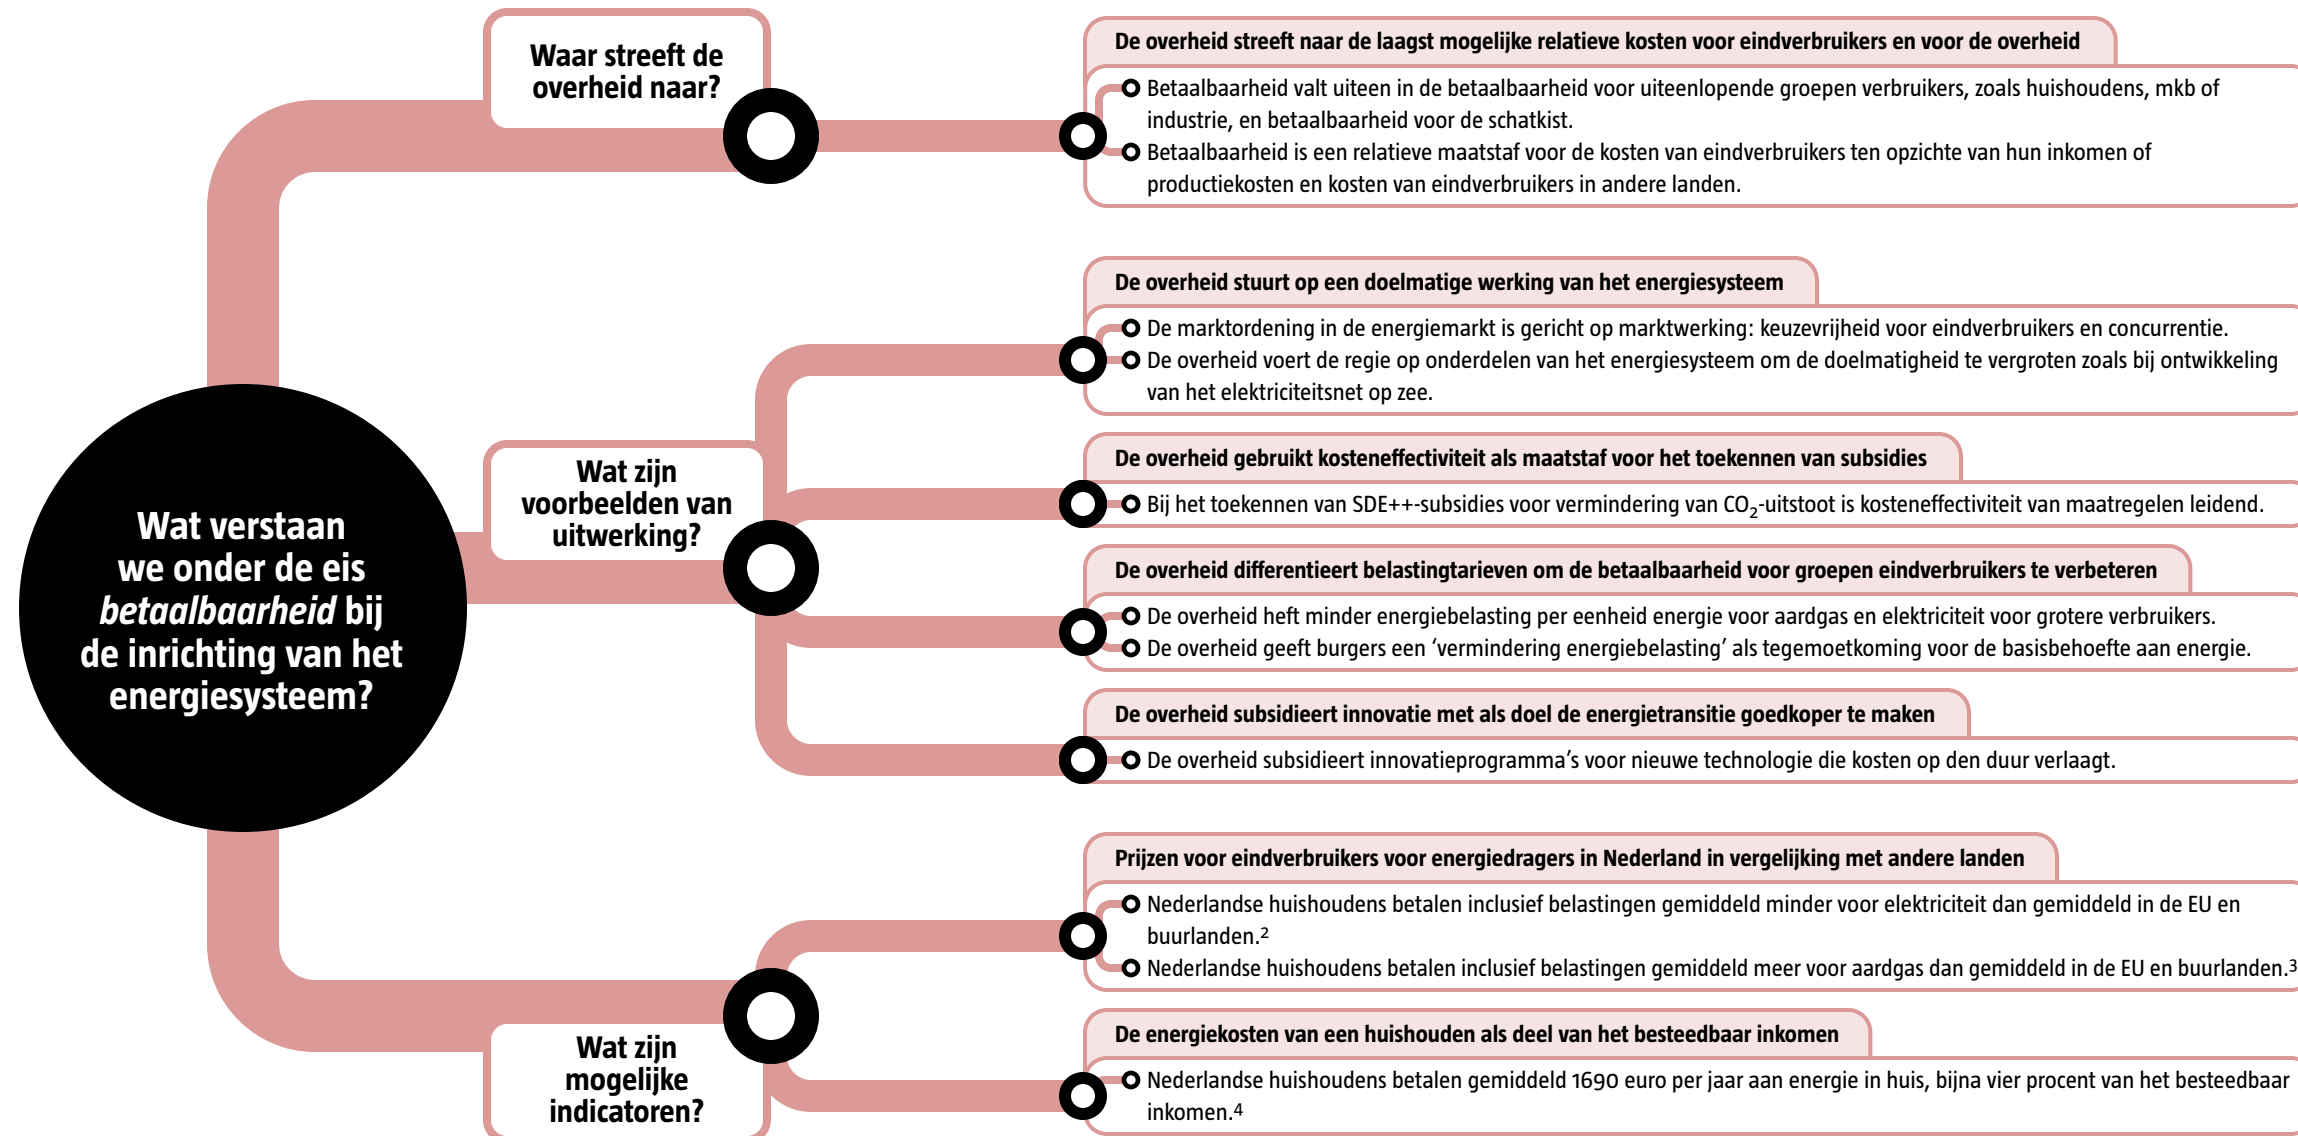 Wat verstaan
we onder de eis
betaalbaarheid bij
de inrichting van het
energiesysteem?
Waar streeft de
overheid naar?
De overheid streeft naar de laagst mogelijke relatieve kosten voor eindverbruikers en voor de overheid
Betaalbaarheid valt uiteen in de betaalbaarheid voor uiteenlopende groepen verbruikers, zoals huishoudens, mkb of
industrie, en betaalbaarheid voor de schatkist.
Betaalbaarheid is een relatieve maatstaf voor de kosten van eindverbruikers ten opzichte van hun inkomen of
productiekosten en kosten van eindverbruikers in andere landen.
Wat zijn
voorbeelden van
uitwerking?
De overheid stuurt op een doelmatige werking van het energiesysteem
De marktordening in de energiemarkt is gericht op marktwerking: keuzevrijheid voor eindverbruikers en concurrentie.
De overheid voert de regie op onderdelen van het energiesysteem om de doelmatigheid te vergroten zoals bij ontwikkeling
van het elektriciteitsnet op zee.
De overheid gebruikt kosteneffectiviteit als maatstaf voor het toekennen van subsidies
Bij het toekennen van SDE++-subsidies voor vermindering van CO₂-uitstoot is kosteneffectiviteit van maatregelen leidend.
De overheid differentieert belastingtarieven om de betaalbaarheid voor groepen eindverbruikers te verbeteren
De overheid heft minder energiebelasting per eenheid energie voor aardgas en elektriciteit voor grotere verbruikers.
De overheid geeft burgers een ‘vermindering energiebelasting’ als tegemoetkoming voor de basisbehoefte aan energie.
De overheid subsidieert innovatie met als doel de energietransitie goedkoper te maken
De overheid subsidieert innovatieprogramma’s voor nieuwe technologie die kosten op den duur verlaagt.
Wat zijn
mogelijke
indicatoren?
Prijzen voor eindverbruikers voor energiedragers in Nederland in vergelijking met andere landen
Nederlandse huishoudens betalen inclusief belastingen gemiddeld minder voor elektriciteit dan gemiddeld in de EU en
buurlanden.²
Nederlandse huishoudens betalen inclusief belastingen gemiddeld meer voor aardgas dan gemiddeld in de EU en buurlanden.³
De energiekosten van een huishouden als deel van het besteedbaar inkomen
Nederlandse huishoudens betalen gemiddeld 1690 euro per jaar aan energie in huis, bijna vier procent van het besteedbaar
inkomen.⁴